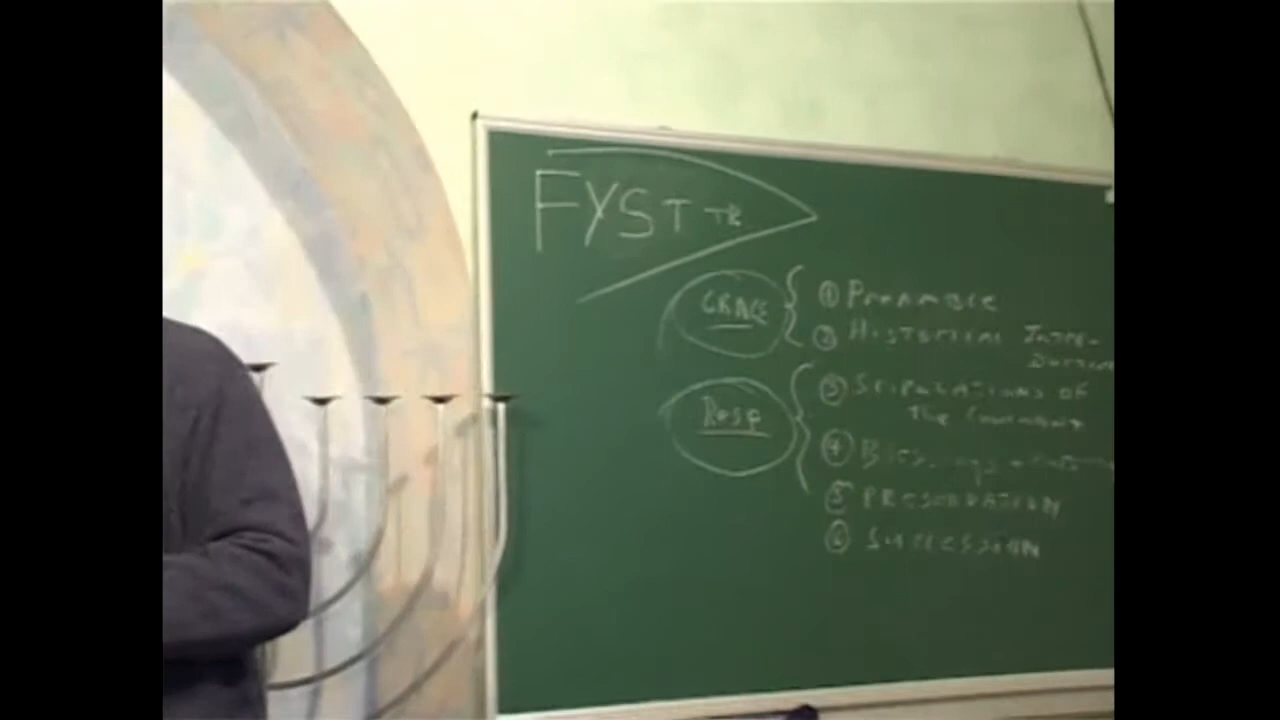 FYST TR
GRACE
① PREAMBLE
② HISTORICAL INTRO-
DUCTION
RESP
③ STIPULATIONS OF
THE COVENANT
④ BLESSINGS
⑤ PRESERVATION
⑥ SUCCESSION